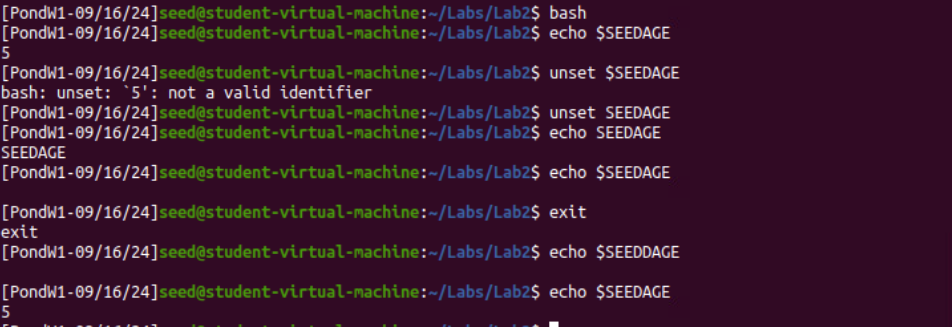 [PondW1-09/16/24]seed@student-virtual-machine:~/Labs/Lab2$ bash
[PondW1-09/16/24]seed@student-virtual-machine:~/Labs/Lab2$ echo $SEEDAGE
5
[PondW1-09/16/24]seed@student-virtual-machine:~/Labs/Lab2$ unset $SEEDAGE
bash: unset: `5': not a valid identifier
[PondW1-09/16/24]seed@student-virtual-machine:~/Labs/Lab2$ unset SEEDAGE
[PondW1-09/16/24]seed@student-virtual-machine:~/Labs/Lab2$ echo SEEDAGE
SEEDAGE
[PondW1-09/16/24]seed@student-virtual-machine:~/Labs/Lab2$ echo $SEEDAGE
[PondW1-09/16/24]seed@student-virtual-machine:~/Labs/Lab2$ exit
exit
[PondW1-09/16/24]seed@student-virtual-machine:~/Labs/Lab2$ echo $SEEDDAGE
[PondW1-09/16/24]seed@student-virtual-machine:~/Labs/Lab2$ echo $SEEDAGE
5